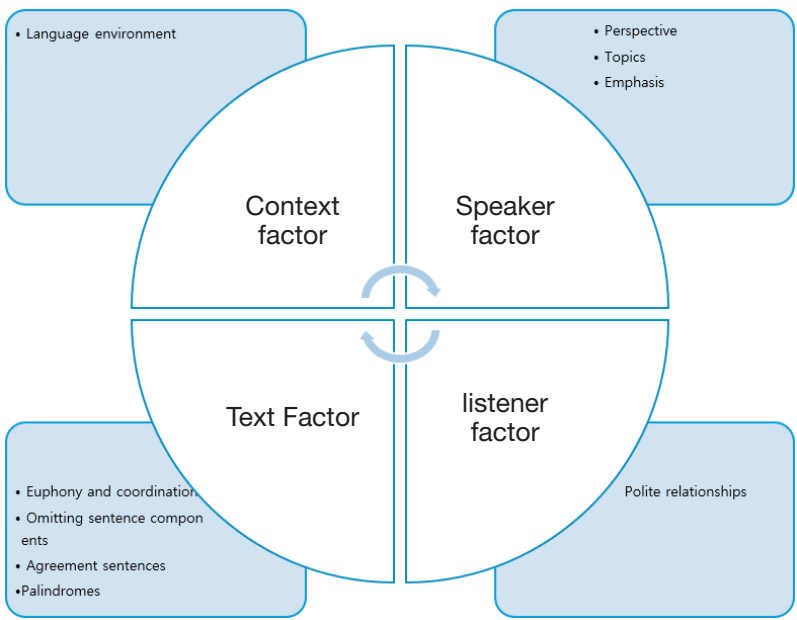 • Language environment
Context
factor
• Perspective
• Topics
• Emphasis
Speaker
factor
Text Factor
• Euphony and coordination
• Omitting sentence compon
ents
• Agreement sentences
•Palindromes
listener
factor
Polite relationships